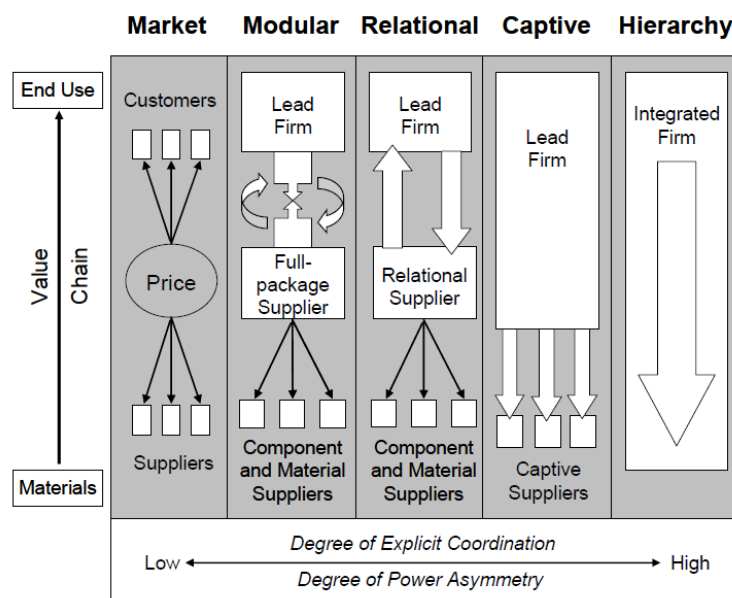 Market
Modular
Relational
Captive
Hierarchy
End Use
Value
Chain
Materials
Customers
Price
Suppliers
Lead
Firm
Full-
package
Supplier
Component
and Material
Suppliers
Lead
Firm
Relational
Supplier
Component
and Material
Suppliers
Lead
Firm
Captive
Suppliers
Integrated
Firm
Degree of Explicit Coordination
Low
High
Degree of Power Asymmetry